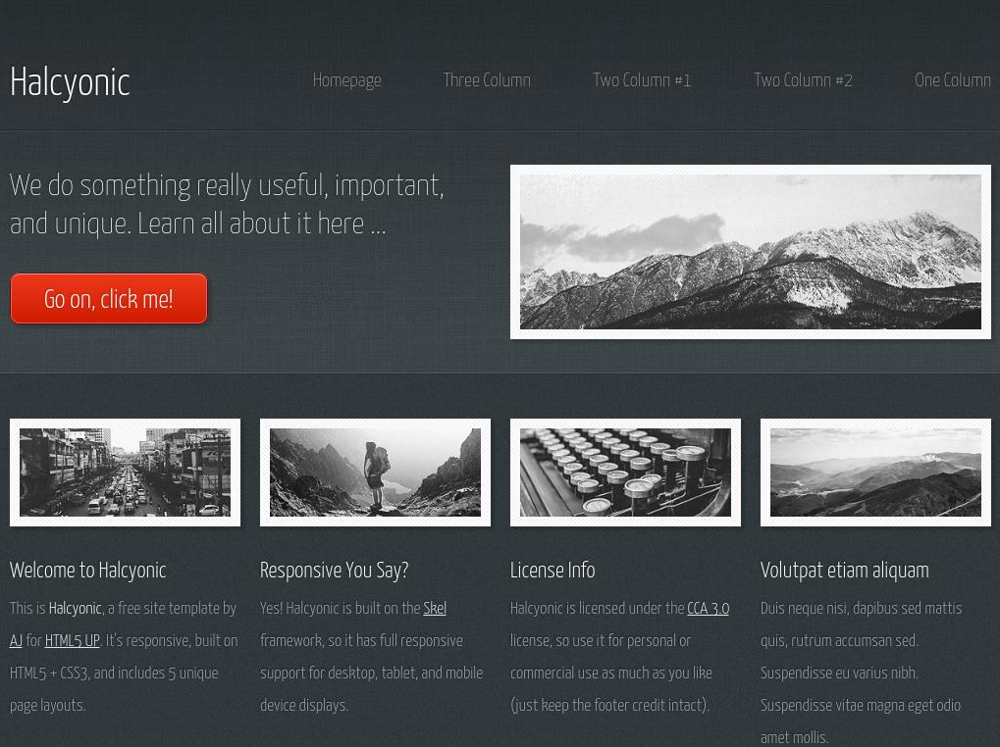 Halcyonic
Homepage
Three Column
Two Column #1
Two Column #2
One Column
We do something really useful, important,
and unique. Learn all about it here ...
Go on, click me!
Welcome to Halcyonic
This is Halcyonic, a free site template by
AJ for HTML5 UP. It's responsive, built on
HTML5 + CSS3, and includes 5 unique
page layouts.
Responsive You Say?
Yes! Halcyonic is built on the Skel
framework, so it has full responsive
support for desktop, tablet, and mobile
device displays.
License Info
Halcyonic is licensed under the CCA 3.0
license, so use it for personal or
commercial use as much as you like
(just keep the footer credit intact).
Volutpat etiam aliquam
Duis neque nisi, dapibus sed mattis
quis, rutrum accumsan sed.
Suspendisse eu varius nibh.
Suspendisse vitae magna eget odio
amet mollis.